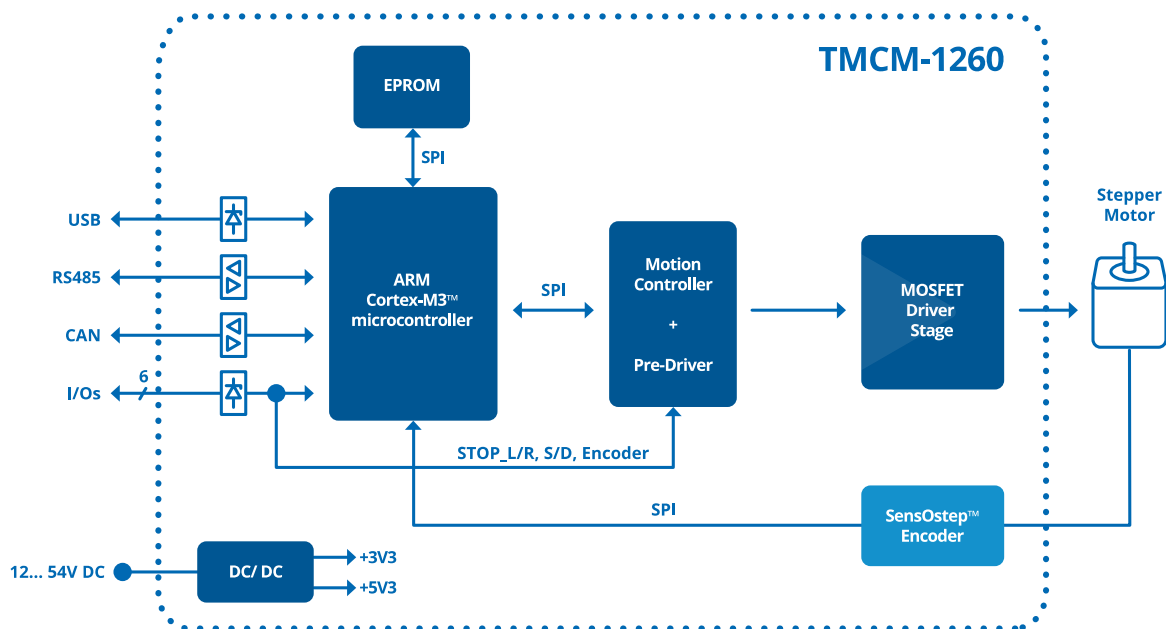 TMCM-1260
EPROM
SPI
Stepper
Motor
USB
RS485
CAN
6
I/Os
ARM
Cortex-M3™
microcontroller
SPI
Motion
Controller
+
Pre-Driver
MOSFET
Driver
Stage
STOP_L/R, S/D, Encoder
SPI
SensOstep™
Encoder
12... 54V DC
DC/ DC
+3V3
+5V3